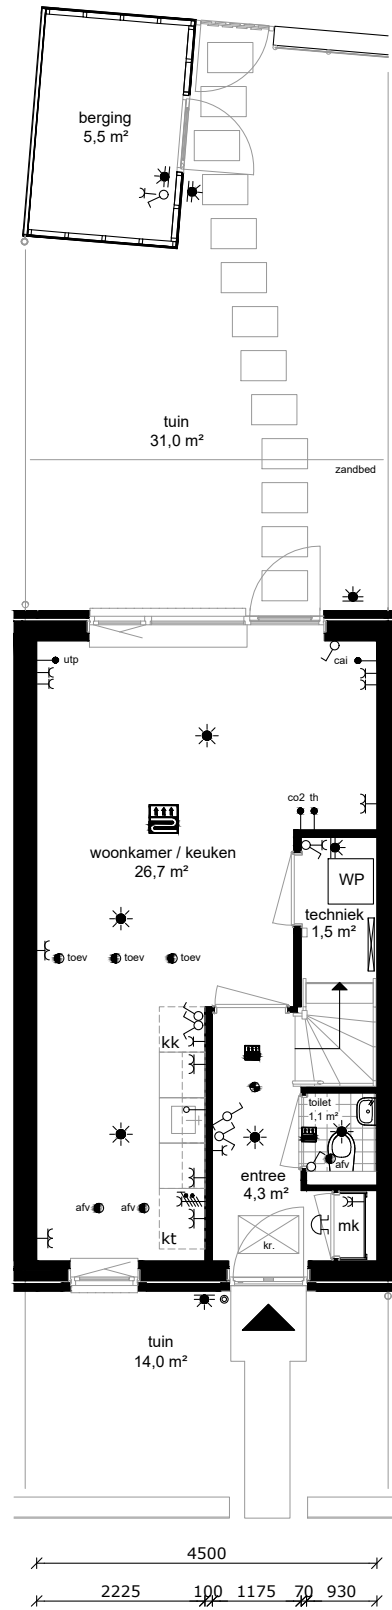 berging
5,5 m²
tuin
31,0 m²
zandbed
utp
cai
co2 th
woonkamer / keuken
26,7 m²
WP
techniek
1,5 m²
toev
toev
toev
kk
toilet
1,1 m²
afv
entree
4,3 m²
afv
afv
mk
kt
kr.
tuin
14,0 m²
4500
2225
100
1175
70
930